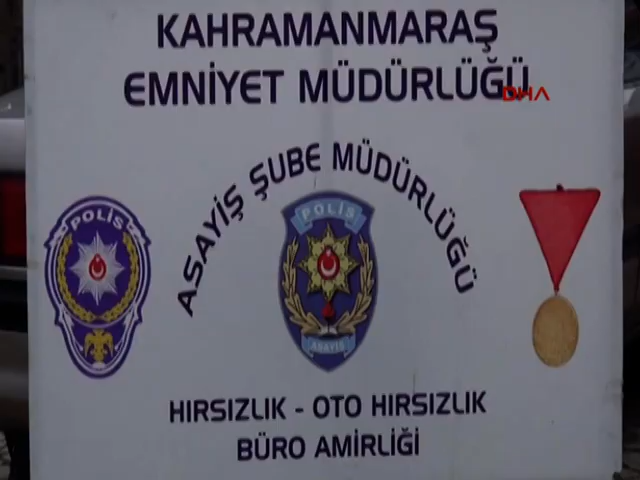 KAHRAMANMARAŞ
EMNİYET MÜDÜRLÜĞÜ
DHA
ASAYİŞ ŞUBE MÜDÜRLÜĞÜ
POLİS
POLİS
ASAYİŞ
HIRSIZLIK - OTO HIRSIZLIK
BÜRO AMİRLİĞİ